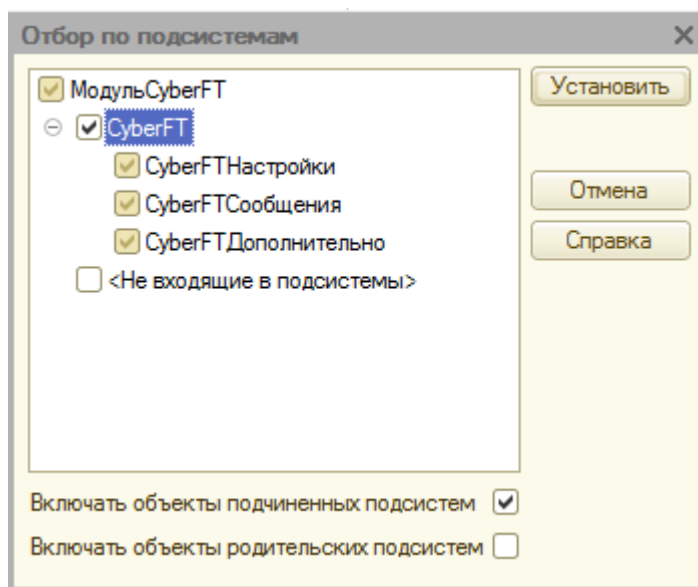 Отбор по подсистемам
МодульCyberFT
CyberFT
CyberFTНастройки
CyberFTСообщения
CyberFTДополнительно
<Не входящие в подсистемы>
Установить
Отмена
Справка
Включать объекты подчиненных подсистем
Включать объекты родительских подсистем